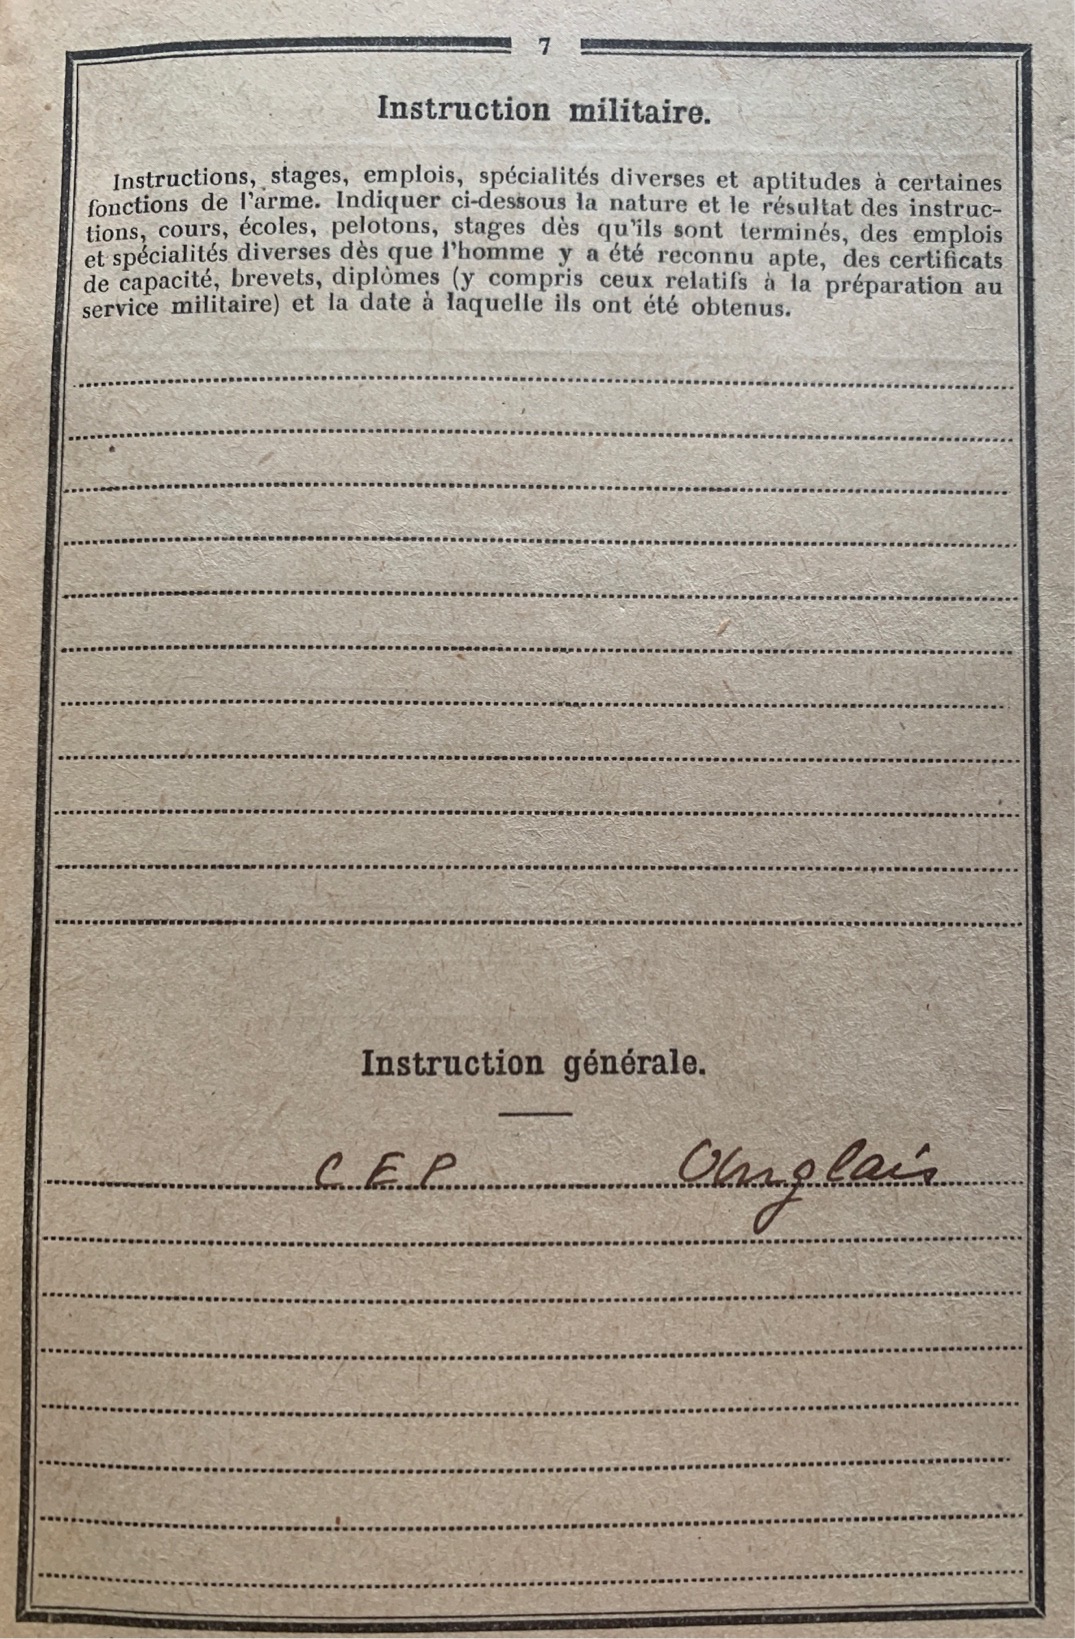 7
Instruction militaire.
Instructions, stages, emplois, spécialités diverses et aptitudes à certaines
fonctions de l'arme. Indiquer ci-dessous la nature et le résultat des instruc-
tions, cours, écoles, pelotons, stages dès qu'ils sont terminés, des emplois
et spécialités diverses dès que l'homme y a été reconnu apte, des certificats
de capacité, brevets, diplômes (y compris ceux relatifs à la préparation au
service militaire) et la date à laquelle ils ont été obtenus.
Instruction générale.
C E P Anglais